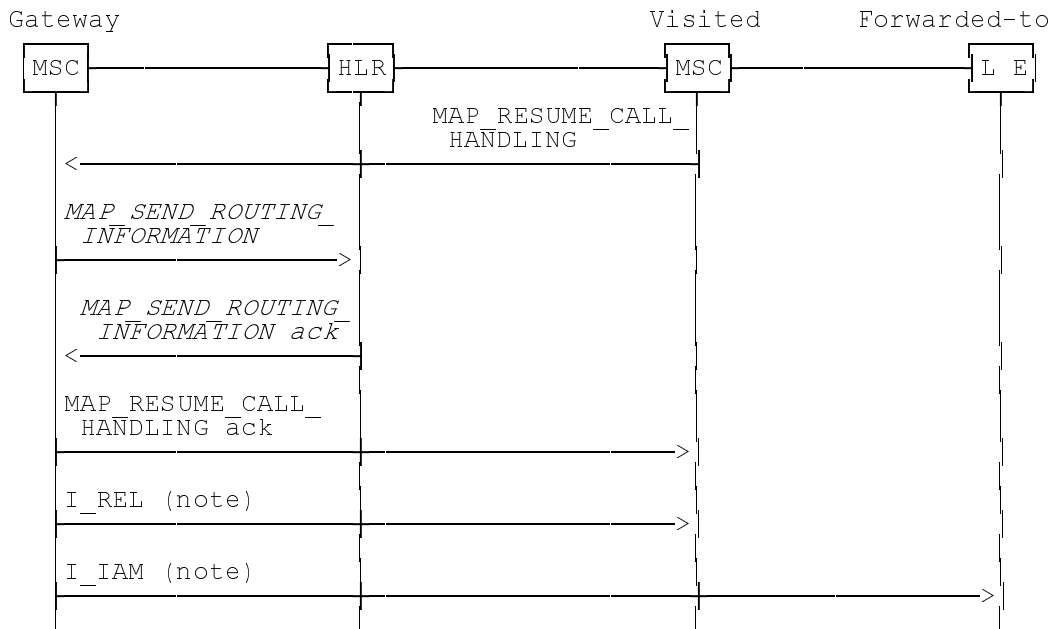 Gateway Visited Forwarded-to
MSC HLR MSC L E
MAP_RESUME_CALL_
HANDLING
MAP_SEND_ROUTING_
INFORMATION
MAP_SEND_ROUTING_
INFORMATION ack
MAP_RESUME_CALL_
HANDLING ack
I_REL (note)
I_IAM (note)